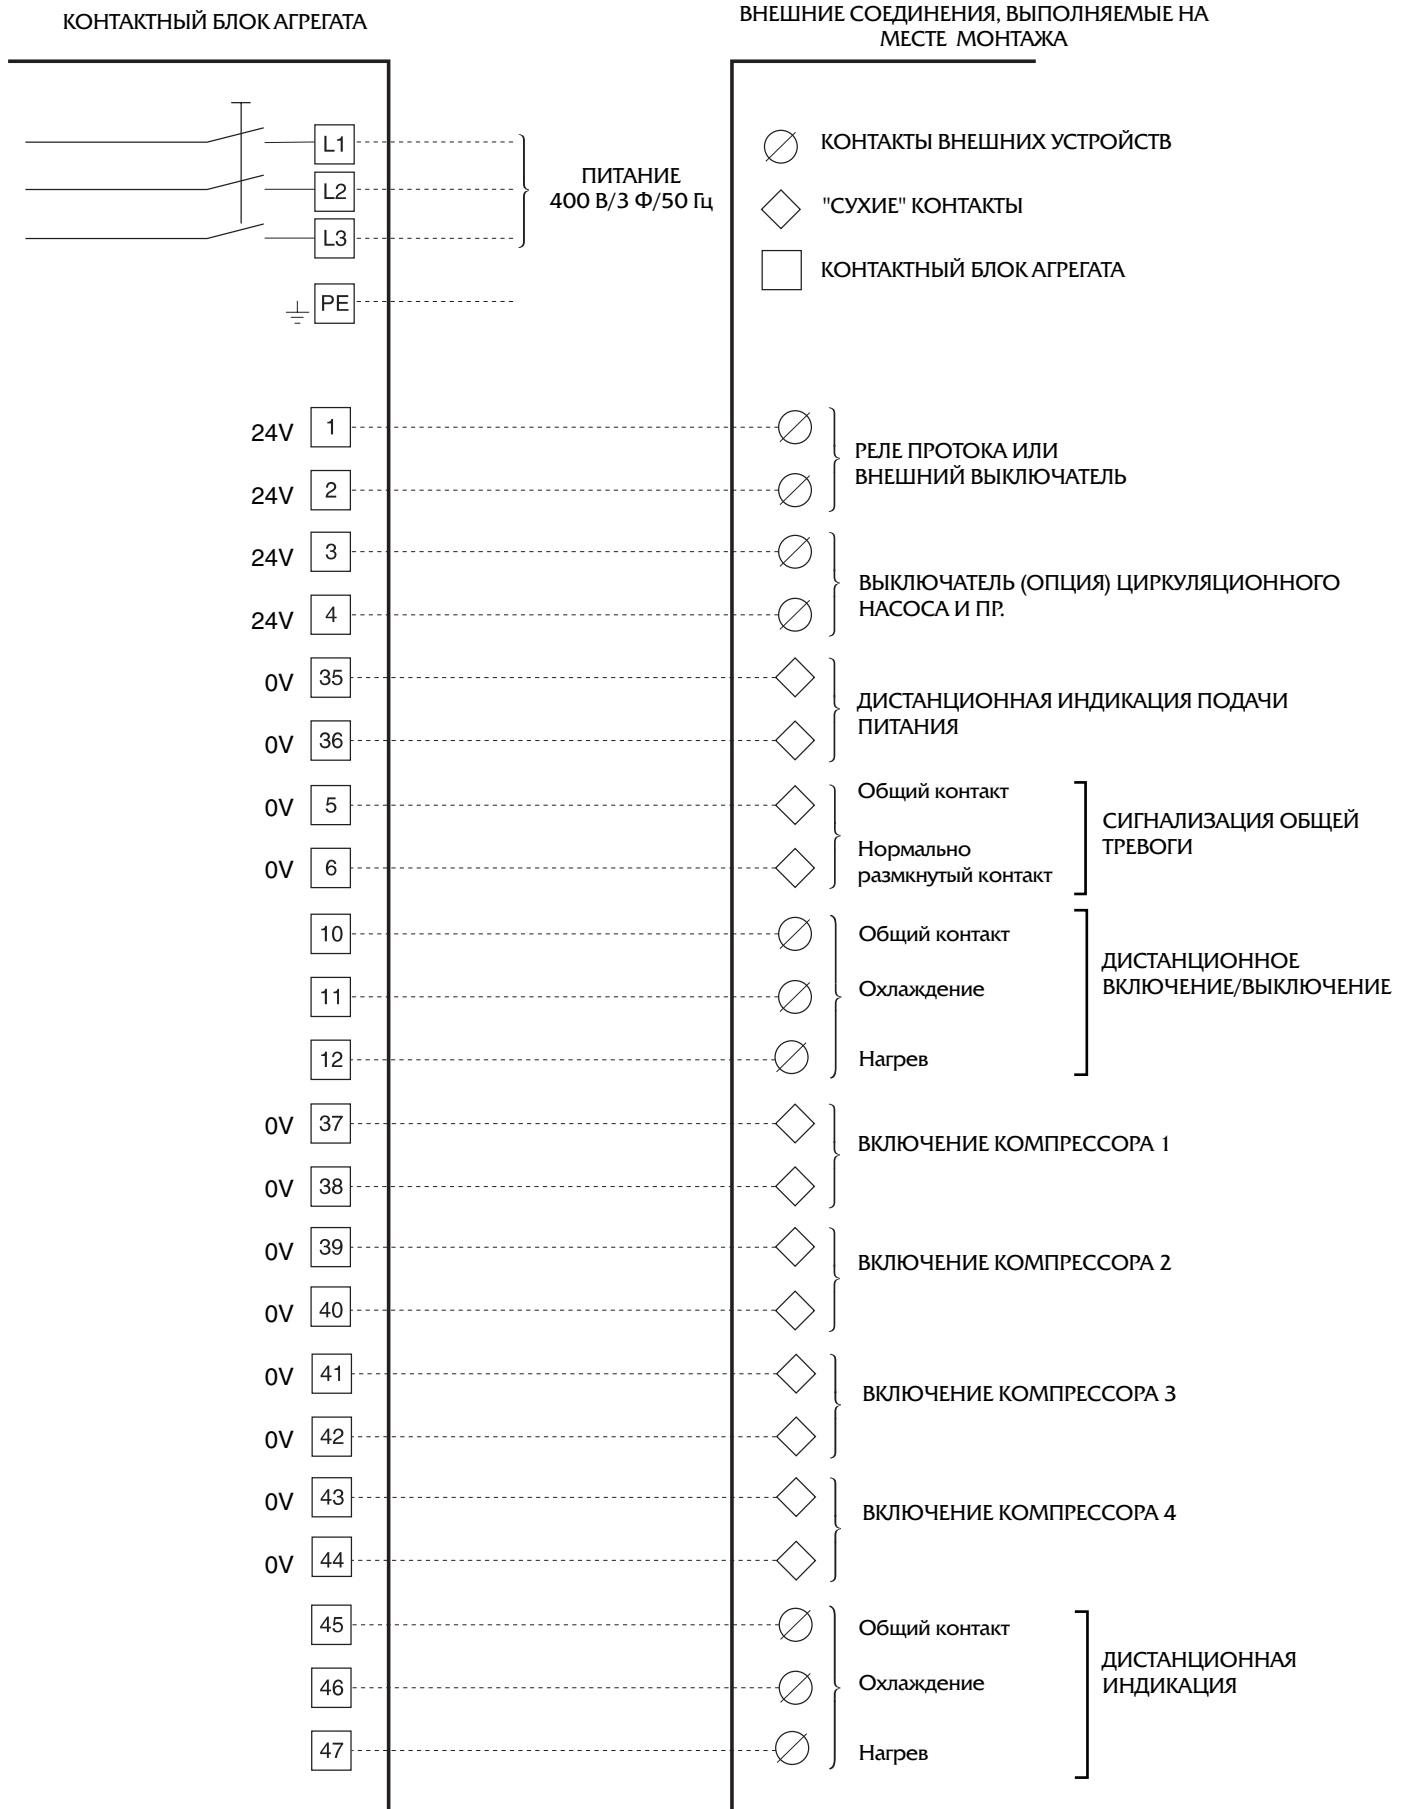 КОНТАКТНЫЙ БЛОК АГРЕГАТА
ВНЕШНИЕ СОЕДИНЕНИЯ, ВЫПОЛНЯЕМЫЕ НА
МЕСТЕ МОНТАЖА
L1
L2
L3
PE
ПИТАНИЕ
400 В/3 Ф/50 Гц
КОНТАКТЫ ВНЕШНИХ УСТРОЙСТВ
"СУХИЕ" КОНТАКТЫ
КОНТАКТНЫЙ БЛОК АГРЕГАТА
24V 1
24V 2
РЕЛЕ ПРОТОКА ИЛИ
ВНЕШНИЙ ВЫКЛЮЧАТЕЛЬ
24V 3
24V 4
ВЫКЛЮЧАТЕЛЬ (ОПЦИЯ) ЦИРКУЛЯЦИОННОГО
НАСОСА И ПР.
0V 35
0V 36
ДИСТАНЦИОННАЯ ИНДИКАЦИЯ ПОДАЧИ
ПИТАНИЯ
0V 5
Общий контакт
0V 6
Нормально
размкнутый контакт
СИГНАЛИЗАЦИЯ ОБЩЕЙ
ТРЕВОГИ
10
Общий контакт
11
Охлаждение
12
Нагрев
ДИСТАНЦИОННОЕ
ВКЛЮЧЕНИЕ/ВЫКЛЮЧЕНИЕ
0V 37
0V 38
ВКЛЮЧЕНИЕ КОМПРЕССОРА 1
0V 39
0V 40
ВКЛЮЧЕНИЕ КОМПРЕССОРА 2
0V 41
0V 42
ВКЛЮЧЕНИЕ КОМПРЕССОРА 3
0V 43
0V 44
ВКЛЮЧЕНИЕ КОМПРЕССОРА 4
45
Общий контакт
46
Охлаждение
47
Нагрев
ДИСТАНЦИОННАЯ
ИНДИКАЦИЯ